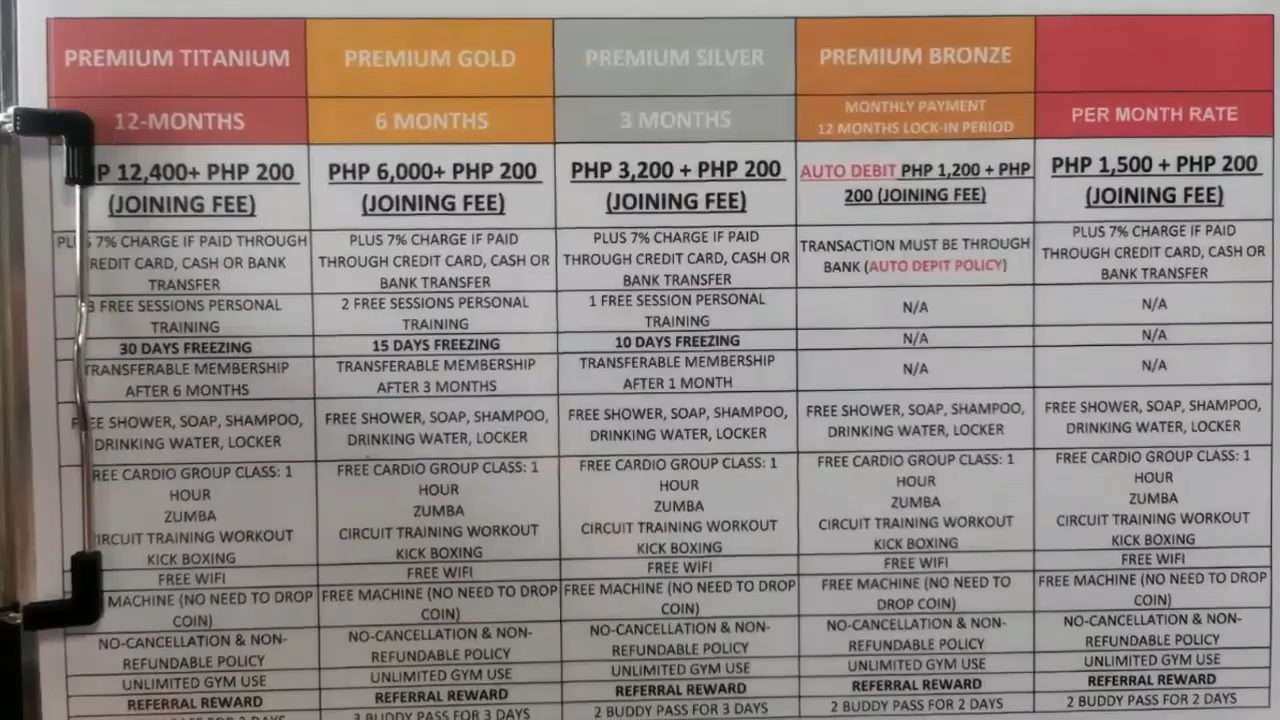 PREMIUM TITANIUM
PREMIUM GOLD
PREMIUM SILVER
PREMIUM BRONZE
12-MONTHS
6 MONTHS
3 MONTHS
MONTHLY PAYMENT
12 MONTHS LOCK-IN PERIOD
PER MONTH RATE
P 12,400+ PHP 200
(JOINING FEE)
PHP 6,000+ PHP 200
(JOINING FEE)
PHP 3,200 + PHP 200
(JOINING FEE)
AUTO DEBIT PHP 1,200 + PHP
200 (JOINING FEE)
PHP 1,500 + PHP 200
(JOINING FEE)
PLUS 7% CHARGE IF PAID THROUGH
REDIT CARD, CASH OR BANK
TRANSFER
PLUS 7% CHARGE IF PAID
THROUGH CREDIT CARD, CASH OR
BANK TRANSFER
PLUS 7% CHARGE IF PAID
THROUGH CREDIT CARD, CASH OR
BANK TRANSFER
TRANSACTION MUST BE THROUGH
BANK (AUTO DEPIT POLICY)
PLUS 7% CHARGE IF PAID
THROUGH CREDIT CARD, CASH OR
BANK TRANSFER
3 FREE SESSIONS PERSONAL
TRAINING
2 FREE SESSIONS PERSONAL
TRAINING
1 FREE SESSION PERSONAL
TRAINING
N/A
N/A
30 DAYS FREEZING
15 DAYS FREEZING
10 DAYS FREEZING
N/A
N/A
TRANSFERABLE MEMBERSHIP
AFTER 6 MONTHS
TRANSFERABLE MEMBERSHIP
AFTER 3 MONTHS
TRANSFERABLE MEMBERSHIP
AFTER 1 MONTH
N/A
N/A
FREE SHOWER, SOAP, SHAMPOO,
DRINKING WATER, LOCKER
FREE SHOWER, SOAP, SHAMPOO,
DRINKING WATER, LOCKER
FREE SHOWER, SOAP, SHAMPOO,
DRINKING WATER, LOCKER
FREE SHOWER, SOAP, SHAMPOO,
DRINKING WATER, LOCKER
FREE SHOWER, SOAP, SHAMPOO,
DRINKING WATER, LOCKER
REE CARDIO GROUP CLASS: 1
HOUR
ZUMBA
IRCUIT TRAINING WORKOUT
KICK BOXING
FREE CARDIO GROUP CLASS: 1
HOUR
ZUMBA
CIRCUIT TRAINING WORKOUT
KICK BOXING
FREE CARDIO GROUP CLASS: 1
HOUR
ZUMBA
CIRCUIT TRAINING WORKOUT
KICK BOXING
FREE CARDIO GROUP CLASS: 1
HOUR
ZUMBA
CIRCUIT TRAINING WORKOUT
KICK BOXING
FREE CARDIO GROUP CLASS: 1
HOUR
ZUMBA
CIRCUIT TRAINING WORKOUT
KICK BOXING
FREE WIFI
FREE WIFI
FREE WIFI
FREE WIFI
FREE WIFI
MACHINE (NO NEED TO DROP
COIN)
FREE MACHINE (NO NEED TO DROP
COIN)
FREE MACHINE (NO NEED TO DROP
COIN)
FREE MACHINE (NO NEED TO
DROP COIN)
FREE MACHINE (NO NEED TO DROP
COIN)
NO-CANCELLATION & NON-
REFUNDABLE POLICY
NO-CANCELLATION & NON-
REFUNDABLE POLICY
NO-CANCELLATION & NON-
REFUNDABLE POLICY
NO-CANCELLATION & NON-
REFUNDABLE POLICY
NO-CANCELLATION & NON-
REFUNDABLE POLICY
UNLIMITED GYM USE
UNLIMITED GYM USE
UNLIMITED GYM USE
UNLIMITED GYM USE
UNLIMITED GYM USE
REFERRAL REWARD
REFERRAL REWARD
REFERRAL REWARD
REFERRAL REWARD
REFERRAL REWARD
3 BUDDY PASS FOR 3 DAYS
2 BUDDY PASS FOR 3 DAYS
2 BUDDY PASS FOR 2 DAYS
2 BUDDY PASS FOR 2 DAYS